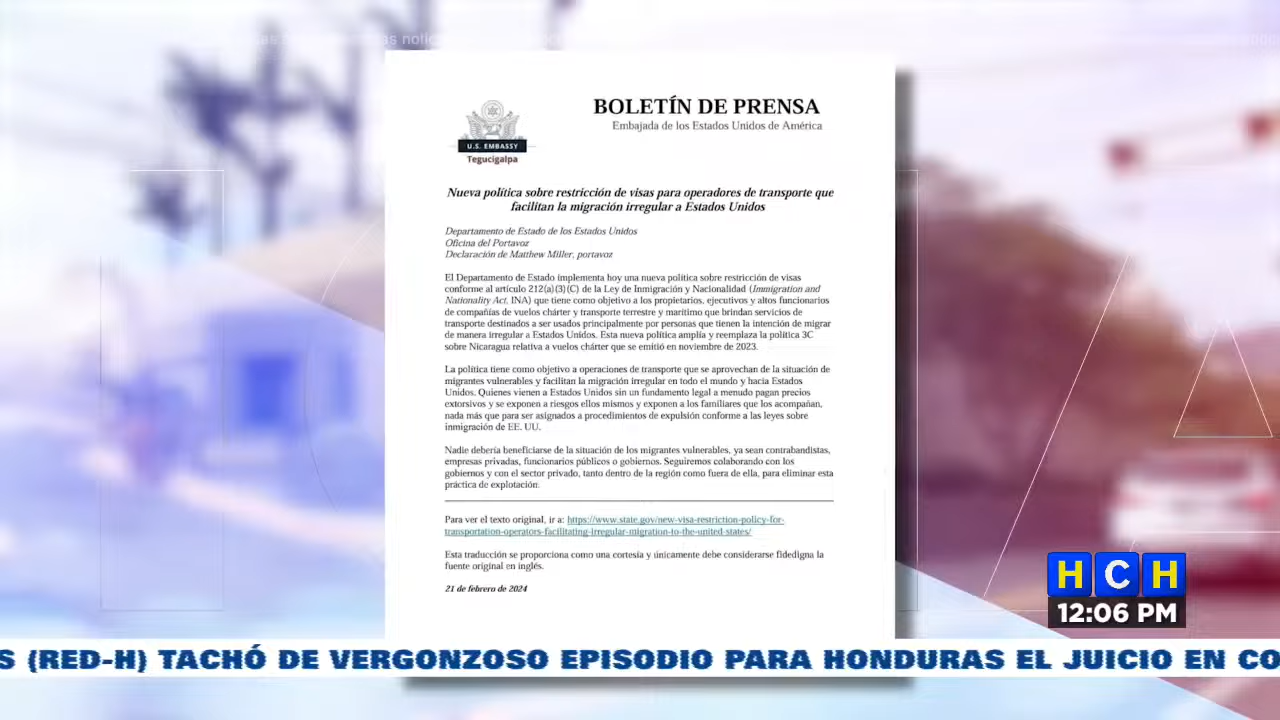 BOLETÍN DE PRENSA
Embajada de los Estados Unidos de América
U.S. EMBASSY
Tegucigalpa
Nueva política sobre restricción de visas para operadores de transporte que
facilitan la migración irregular a Estados Unidos
Departamento de Estado de los Estados Unidos
Oficina del Portavoz
Declaración de Matthew Miller, portavoz
El Departamento de Estado implementa hoy una nueva política sobre restricción de visas
conforme al artículo 212(a)(3)(C) de la Ley de Inmigración y Nacionalidad (Immigration and
Nationality Act, INA) que tiene como objetivo a los propietarios, ejecutivos y altos funcionarios
de compañías de vuelos chárter y transporte terrestre y marítimo que brindan servicios de
transporte destinados a ser usados principalmente por personas que tienen la intención de migrar
de manera irregular a Estados Unidos. Esta nueva política amplía y reemplaza la política 3C
sobre Nicaragua relativa a vuelos chárter que se emitió en noviembre de 2023.
La política tiene como objetivo a operaciones de transporte que se aprovechan de la situación de
migrantes vulnerables y facilitan la migración irregular en todo el mundo y hacia Estados
Unidos. Quienes vienen a Estados Unidos sin un fundamento legal a menudo pagan precios
extorsivos y se exponen a riesgos ellos mismos y exponen a los familiares que los acompañan,
nada más que para ser asignados a procedimientos de expulsión conforme a las leyes sobre
inmigración de EE. UU.
Nadie debería beneficiarse de la situación de los migrantes vulnerables, ya sean contrabandistas,
empresas privadas, funcionarios públicos o gobiernos. Seguiremos colaborando con los
gobiernos y con el sector privado, tanto dentro de la región como fuera de ella, para eliminar esta
práctica de explotación.
Para ver el texto original, ir a: https://www.state.gov/new-visa-restriction-policy-for-
transportation-operators-facilitating-irregular-migration-to-the-united-states/
Esta traducción se proporciona como una cortesía y únicamente debe considerarse fidedigna la
fuente original en inglés.
21 de febrero de 2024
HCH
12:06 PM
S (RED-H) TACHÓ DE VERGONZOSO EPISODIO PARA HONDURAS EL JUICIO EN CO